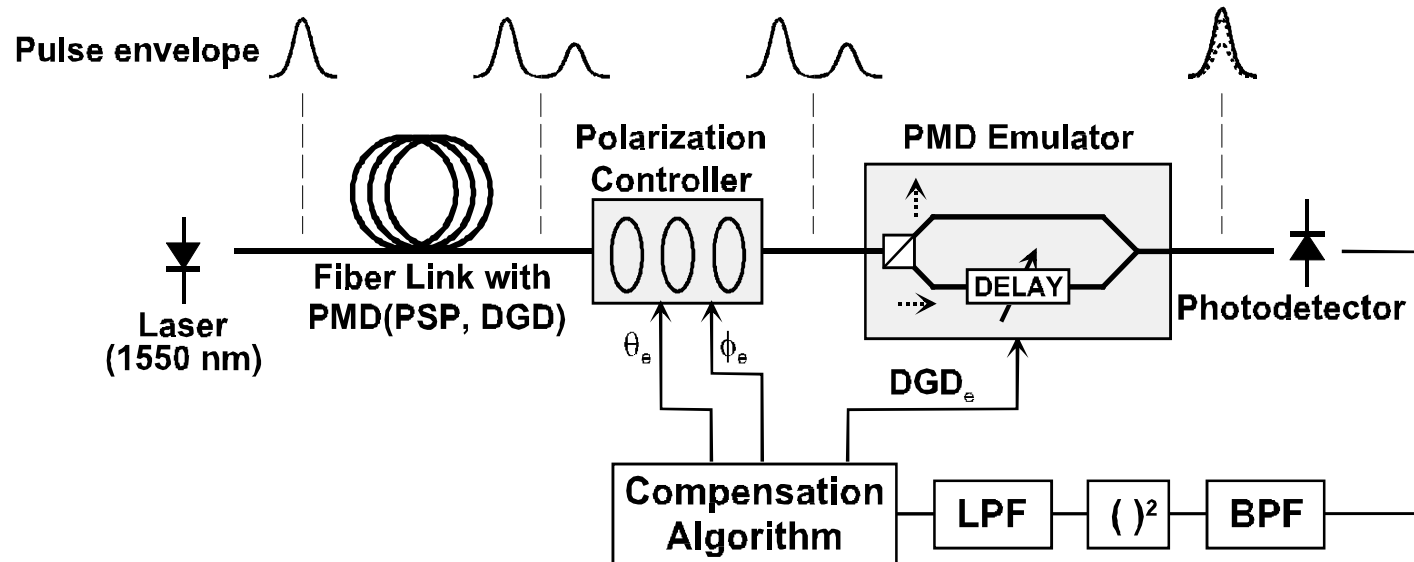 Pulse envelope
Polarization
Controller
PMD Emulator
DELAY
Fiber Link with
PMD(PSP, DGD)
Laser
(1550 nm)
Photodetector
θe
ϕe
DGDe
Compensation
Algorithm
LPF
( )²
BPF